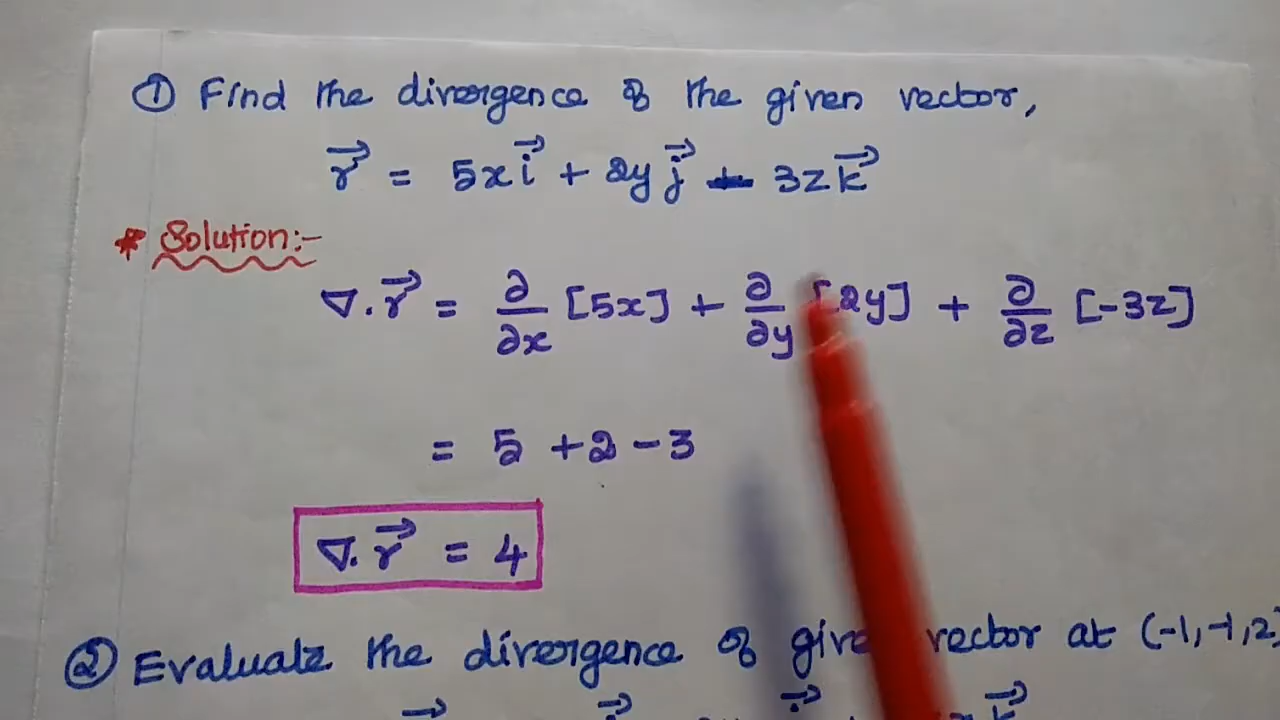 ① Find the divergence of the given vector,
r⃗ = 5x i⃗ + 2y j⃗ - 3z k⃗
* Solution:-
∇. r⃗ = ∂/∂x [5x] + ∂/∂y [2y] + ∂/∂z [-3z]
= 5 + 2 - 3
∇. r⃗ = 4
② Evaluate the divergence of given vector at (-1,-1,2)
k⃗